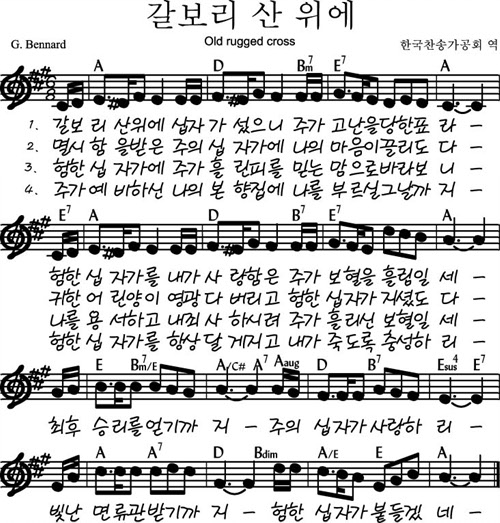 갈보리 산 위에
G. Bennard Old rugged cross 한국찬송가공회 역
A D Bm7 E7 A
1. 갈보 리 산위에 십자 가 섰으니 주가 고난을당한표 라 –
2. 멸시 함 을받은 주의 십 자가에 나의 마음이끌리도 다 –
3. 험한 십 자가에 주가 흘 린피를 믿는 맘으로바라보 니 –
4. 주가 예 비하신 나의 본 향집에 나를 부르실그날까 지 –
E7 A D B7 E7 A
험한 십 자가를 내가 사 랑함은 주가 보혈을 흘림일 세 –
귀한 어 린양이 영광 다 버리고 험한 십자가 지셨도 다 –
나를 용 서하고 내죄 사 하시려 주가 흘리신 보혈일 세 –
험한 십 자가를 항상 달 게지고 내가 죽도록 충성하 리 –
E Bm7/E A/C# A7 Aaug D B7 Esus4 E7
최후 승리를얻기까 지 – 주의 십자가사랑하 리 –
A A7 D Bdim A/E E A
빛난 면류관받기까 지 – 험한 십자가 붙들겠 네 –